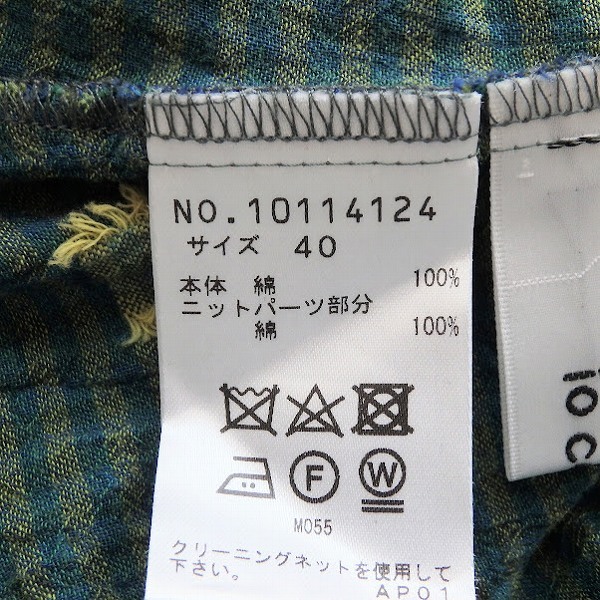 NO.10114124
サイズ 40
本体 綿 100%
ニットパーツ部分
綿 100%
F W
M055
クリーニングネットを使用して
下さい。
AP01